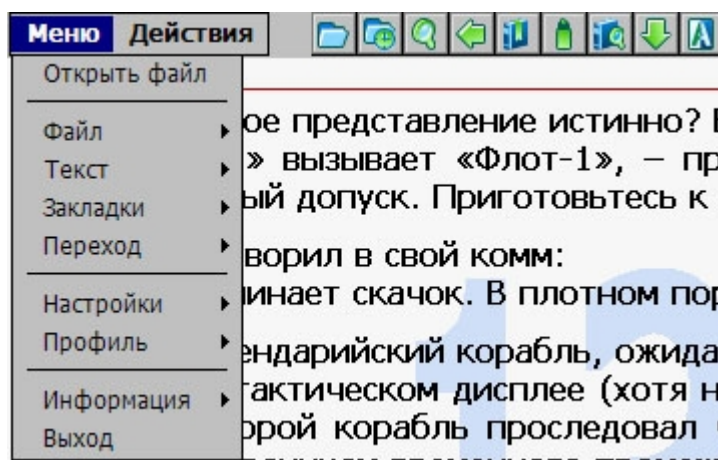 Меню Действия
Открыть файл
Файл
Текст
Закладки
Переход
Настройки
Профиль
Информация
Выход
ое представление истинно?
» вызывает «Флот-1», – пр
ый допуск. Приготовьтесь к
ворил в свой комм:
инает скачок. В плотном пор
ендарийский корабль, ожида
тактическом дисплее (хотя н
орой корабль проследовал
12